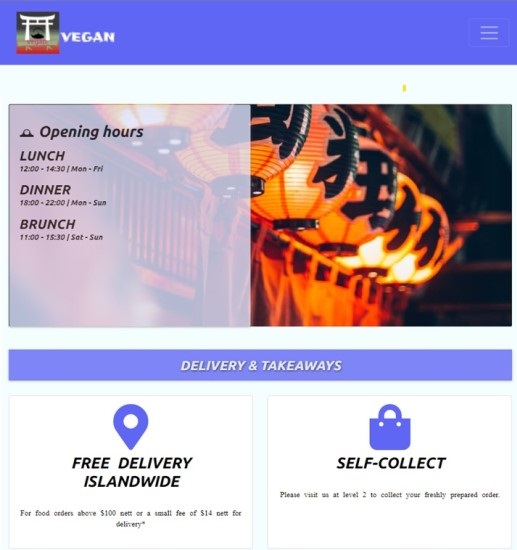 VEGAN
Opening hours
LUNCH
12:00 - 14:30 | Mon - Fri
DINNER
18:00 - 22:00 | Mon - Sun
BRUNCH
11:00 - 15:30 | Sat - Sun
DELIVERY & TAKEAWAYS
FREE DELIVERY
ISLANDWIDE
For food orders above $100 nett or a small fee of $14 nett for
delivery*
SELF-COLLECT
Please visit us at level 2 to collect your freshly prepared order.